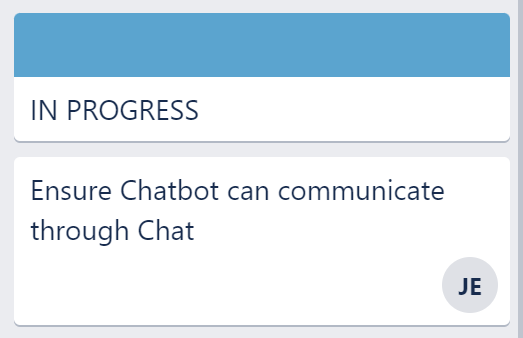 IN PROGRESS
Ensure Chatbot can communicate
through Chat
JE